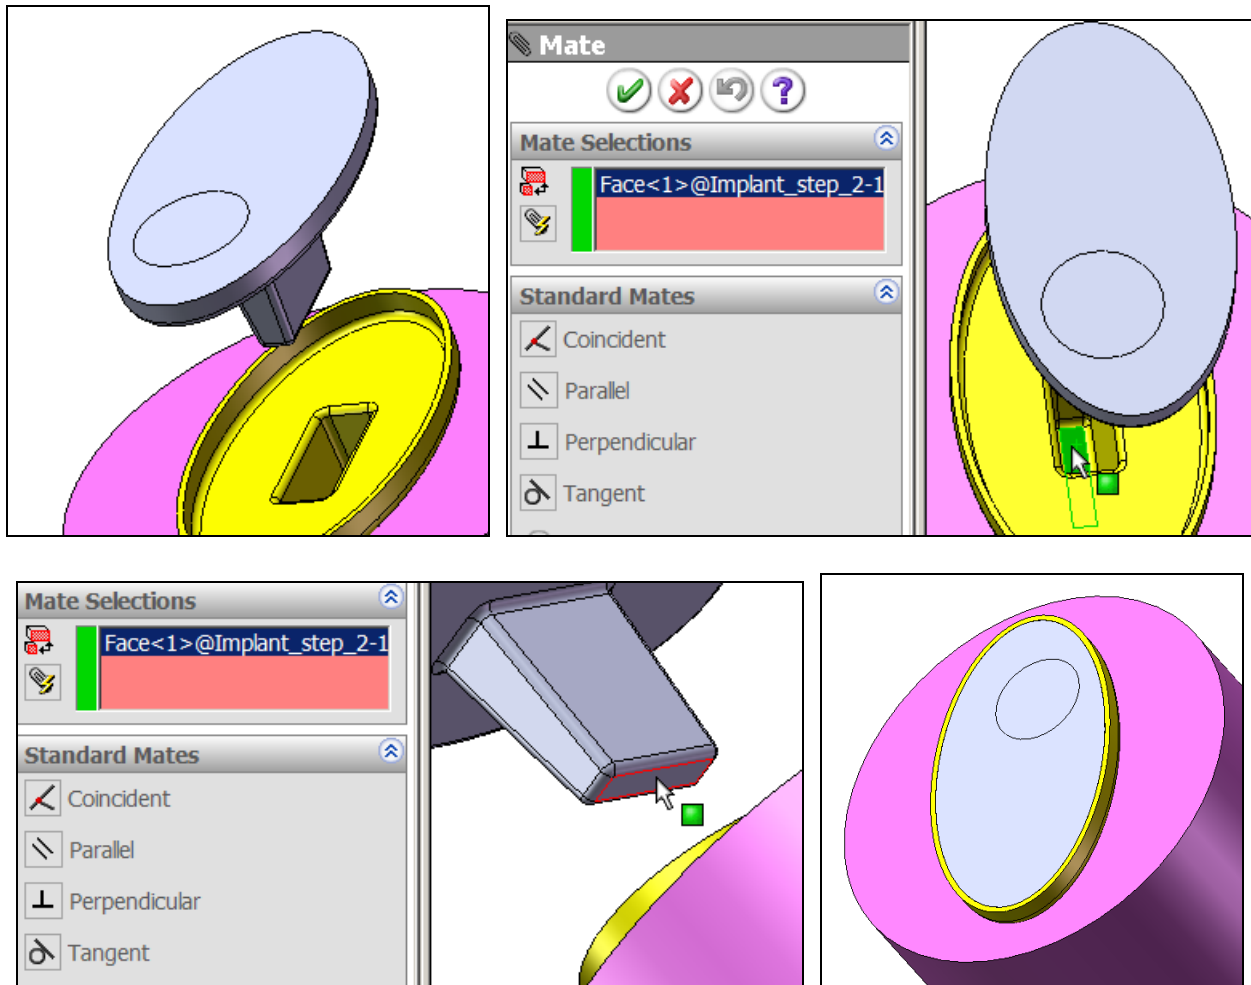 Mate
Mate Selections
Face<1>@Implant_step_2-1
Standard Mates
Coincident
Parallel
Perpendicular
Tangent
Mate Selections
Face<1>@Implant_step_2-1
Standard Mates
Coincident
Parallel
Perpendicular
Tangent